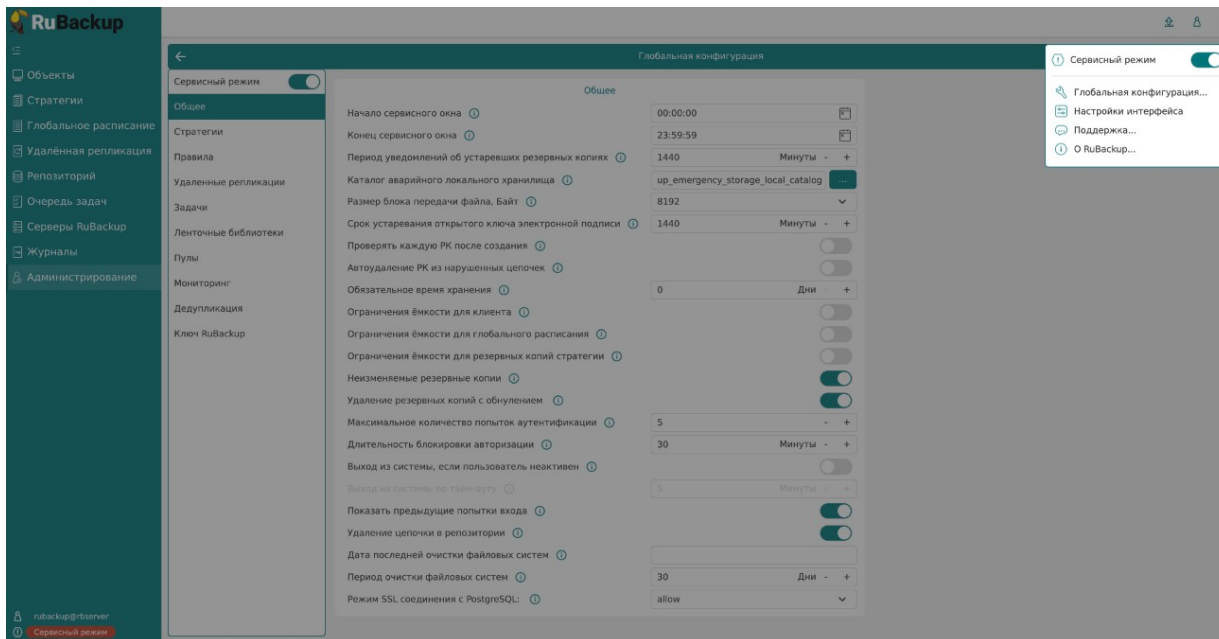 RuBackup
Объекты
Стратегии
Глобальное расписание
Удалённая репликация
Репозиторий
Очередь задач
Серверы RuBackup
Журналы
Администрирование
rubackup@rbserver
Сервисный режим
Глобальная конфигурация
Сервисный режим
Общее
Стратегии
Правила
Удаленные репликации
Задачи
Ленточные библиотеки
Пулы
Мониторинг
Дедупликация
Ключ RuBackup
Общее
Начало сервисного окна 00:00:00
Конец сервисного окна 23:59:59
Период уведомлений об устаревших резервных копиях 1440 Минуты - +
Каталог аварийного локального хранилища up_emergency_storage_local_catalog ...
Размер блока передачи файла, Байт 8192
Срок устаревания открытого ключа электронной подписи 1440 Минуты - +
Проверять каждую РК после создания
Автоудаление РК из нарушенных цепочек
Обязательное время хранения 0 Дни - +
Ограничения ёмкости для клиента
Ограничения ёмкости для глобального расписания
Ограничения ёмкости для резервных копий стратегии
Неизменяемые резервные копии
Удаление резервных копий с обнулением
Максимальное количество попыток аутентификации 5 - +
Длительность блокировки авторизации 30 Минуты - +
Выход из системы, если пользователь неактивен
Выход из системы по тайм-ауту 5 Минуты - +
Показать предыдущие попытки входа
Удаление цепочки в репозитории
Дата последней очистки файловых систем
Период очистки файловых систем 30 Дни - +
Режим SSL соединения с PostgreSQL: allow
Сервисный режим
Глобальная конфигурация...
Настройки интерфейса
Поддержка...
О RuBackup...